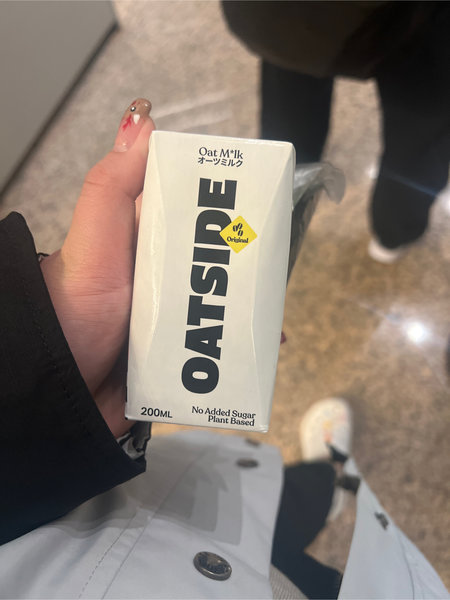 Oat M*lk
オーツミルク
OATSIDE
Original
200ML
No Added Sugar
Plant Based